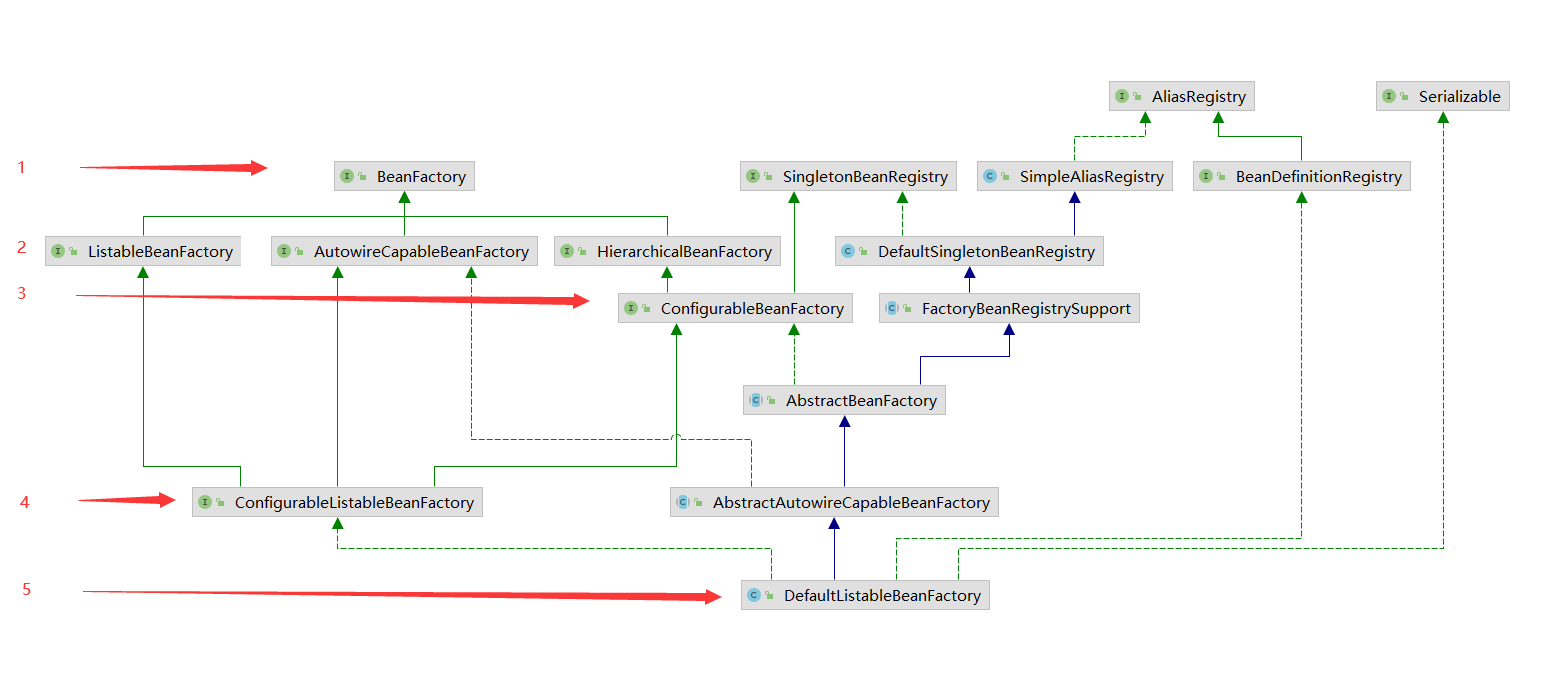 AliasRegistry Serializable
1 BeanFactory SingletonBeanRegistry SimpleAliasRegistry BeanDefinitionRegistry
2 ListableBeanFactory AutowireCapableBeanFactory HierarchicalBeanFactory DefaultSingletonBeanRegistry
3 ConfigurableBeanFactory FactoryBeanRegistrySupport
AbstractBeanFactory
4 ConfigurableListableBeanFactory AbstractAutowireCapableBeanFactory
5 DefaultListableBeanFactory